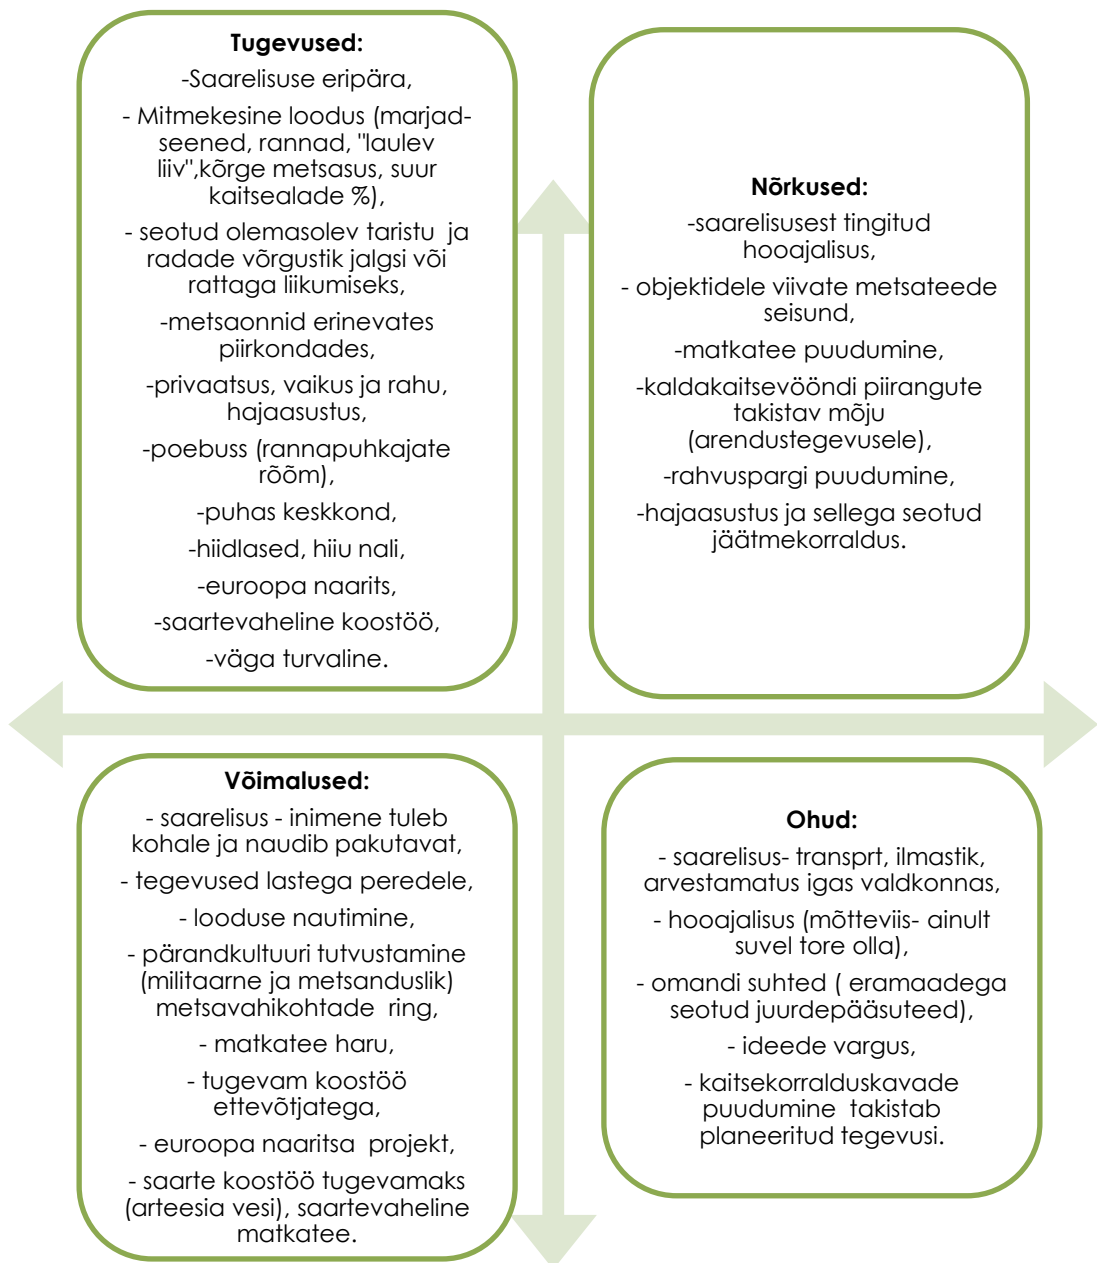 Tugevused:
-Saarelisuse eripära,
- Mitmekesine loodus (marjad-
seened, rannad, "laulev
liiv",kõrge metsasus, suur
kaitsealade %),
- seotud olemasolev taristu  ja
radade võrgustik jalgsi või
rattaga liikumiseks,
-metsaonnid erinevates
piirkondades,
-privaatsus, vaikus ja rahu,
hajaasustus,
-poebuss (rannapuhkajate
rõõm),
-puhas keskkond,
-hiidlased, hiiu nali,
-euroopa naarits,
-saartevaheline koostöö,
-väga turvaline.
Nõrkused:
-saarelisusest tingitud
hooajalisus,
- objektidele viivate metsateede
seisund,
-matkatee puudumine,
-kaldakaitsevööndi piirangute
takistav mõju
(arendustegevusele),
-rahvuspargi puudumine,
-hajaasustus ja sellega seotud
jäätmekorraldus.
Võimalused:
- saarelisus - inimene tuleb
kohale ja naudib pakutavat,
- tegevused lastega peredele,
- looduse nautimine,
- pärandkultuuri tutvustamine
(militaarne ja metsanduslik)
metsavahikohtade  ring,
- matkatee haru,
- tugevam koostöö
ettevõtjatega,
- euroopa naaritsa  projekt,
- saarte koostöö tugevamaks
(arteesia vesi), saartevaheline
matkatee.
Ohud:
- saarelisus- transprt, ilmastik,
arvestamatus igas valdkonnas,
- hooajalisus (mõtteviis- ainult
suvel tore olla),
- omandi suhted ( eramaadega
seotud juurdepääsuteed),
- ideede vargus,
- kaitsekorralduskavade
puudumine  takistab
planeeritud tegevusi.